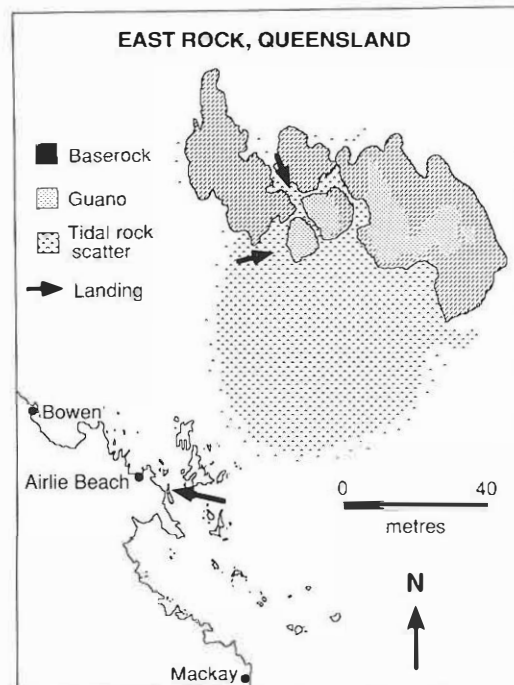 EAST ROCK, QUEENSLAND
Baserock
Guano
Tidal rock
scatter
Landing
Bowen
Airlie Beach
0 40
metres
N
Mackay